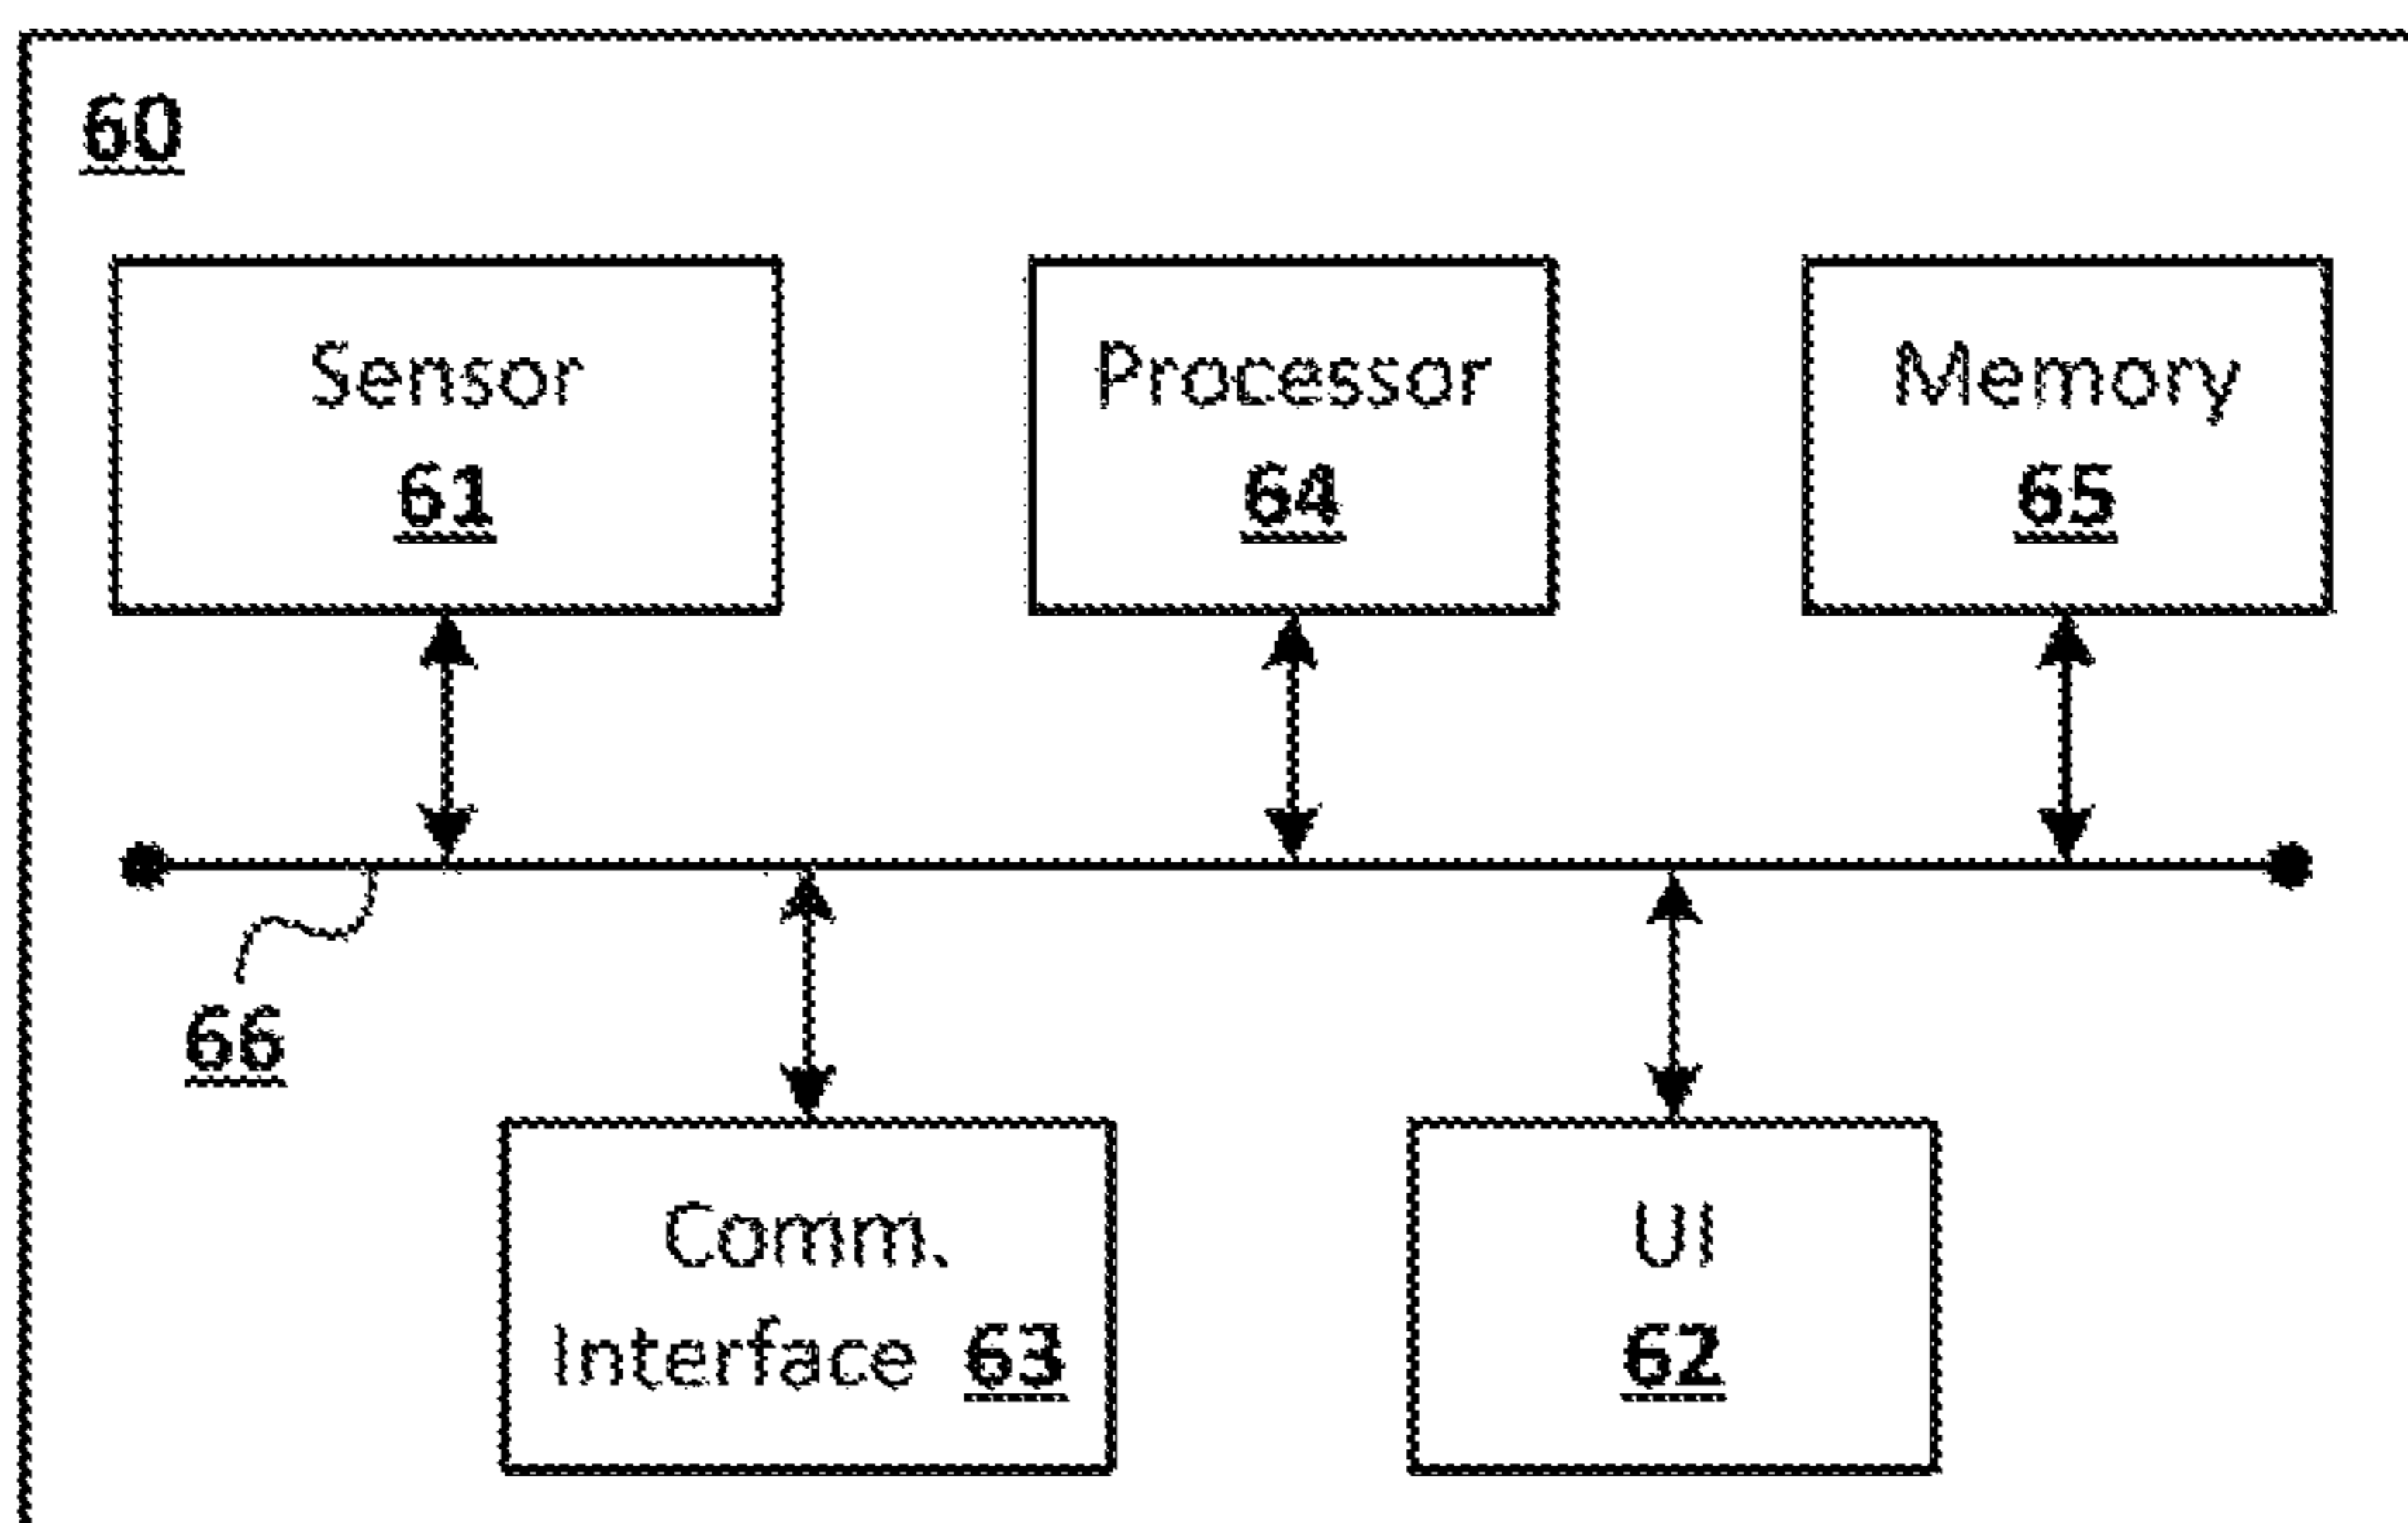 60
Sensor
61
Processor
64
Memory
65
66
Comm.
Interface 63
UI
62